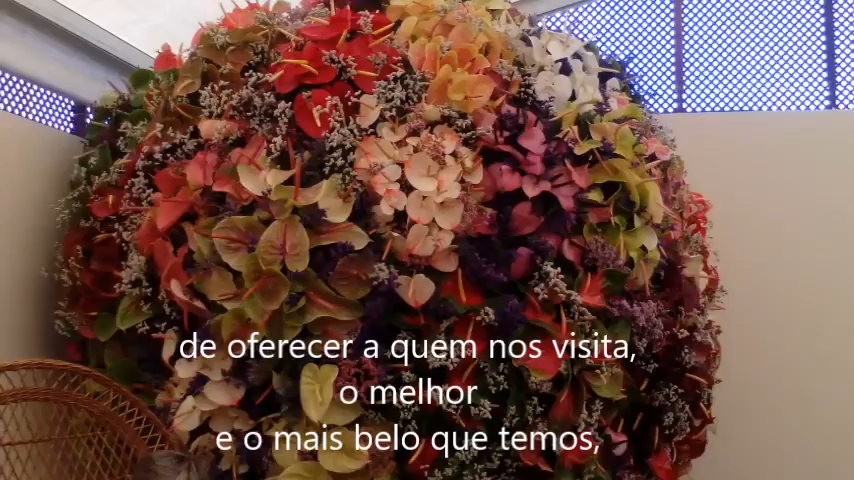 de oferecer a quem nos visita,
o melhor
e o mais belo que temos,